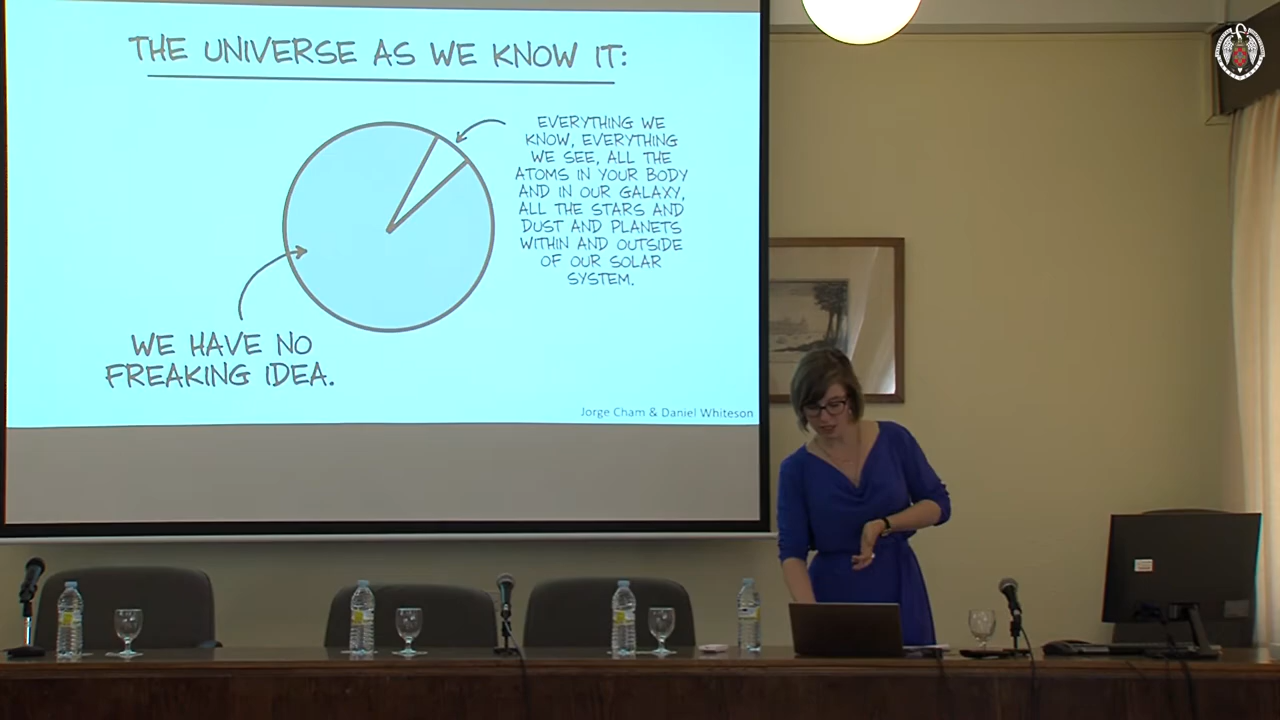 THE UNIVERSE AS WE KNOW IT:
EVERYTHING WE
KNOW, EVERYTHING
WE SEE, ALL THE
ATOMS IN YOUR BODY
AND IN OUR GALAXY,
ALL THE STARS AND
DUST AND PLANETS
WITHIN AND OUTSIDE
OF OUR SOLAR
SYSTEM.
WE HAVE NO
FREAKING IDEA.
Jorge Cham & Daniel Whiteson